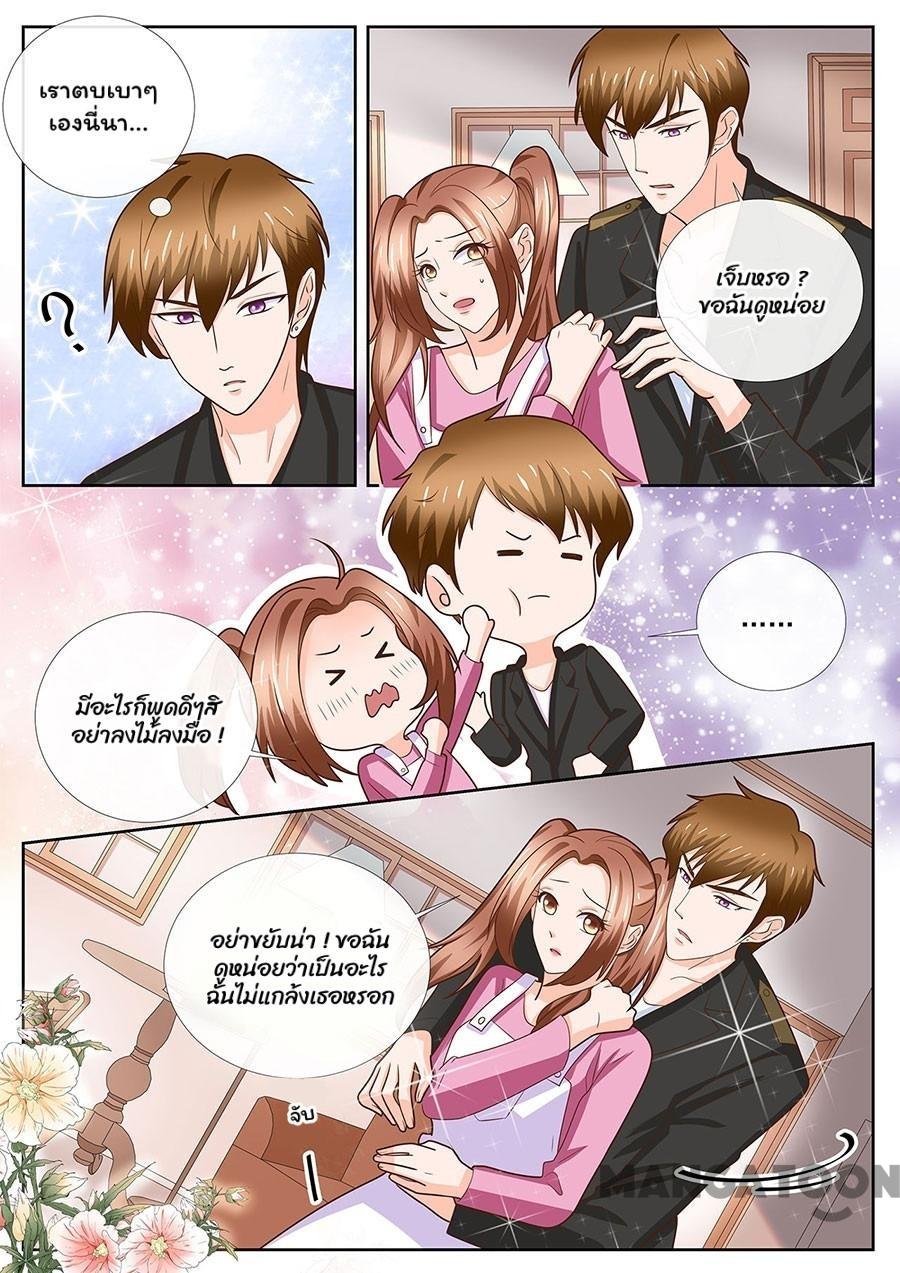 เราตบเบาๆ
เองนี่นา...
?
เจ็บหรอ ?
ขอฉันดูหน่อย
......
มีอะไรก็พูดดีๆสิ
อย่าลงไม้ลงมือ !
อย่าขยับน่า ! ขอฉัน
ดูหน่อยว่าเป็นอะไร
ฉันไม่แกล้งเธอหรอก
จับ
MANGATOON